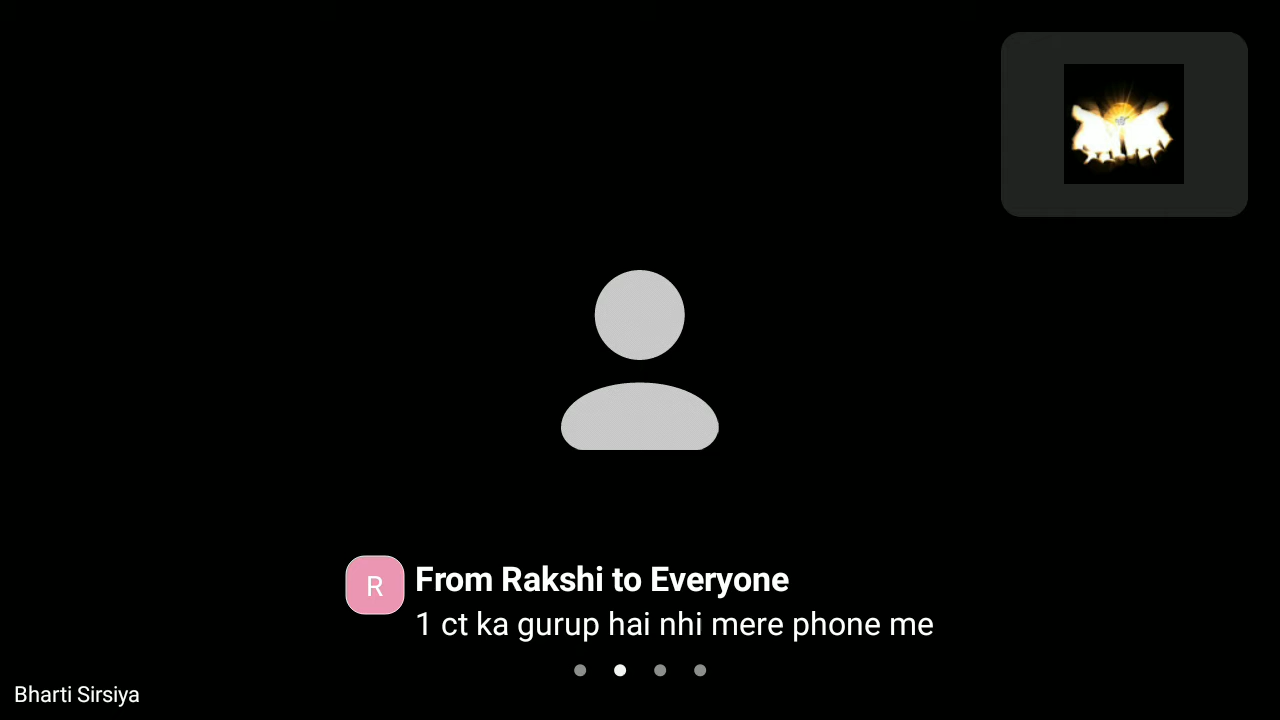 R
From Rakshi to Everyone
1 ct ka gurup hai nhi mere phone me
Bharti Sirsiya